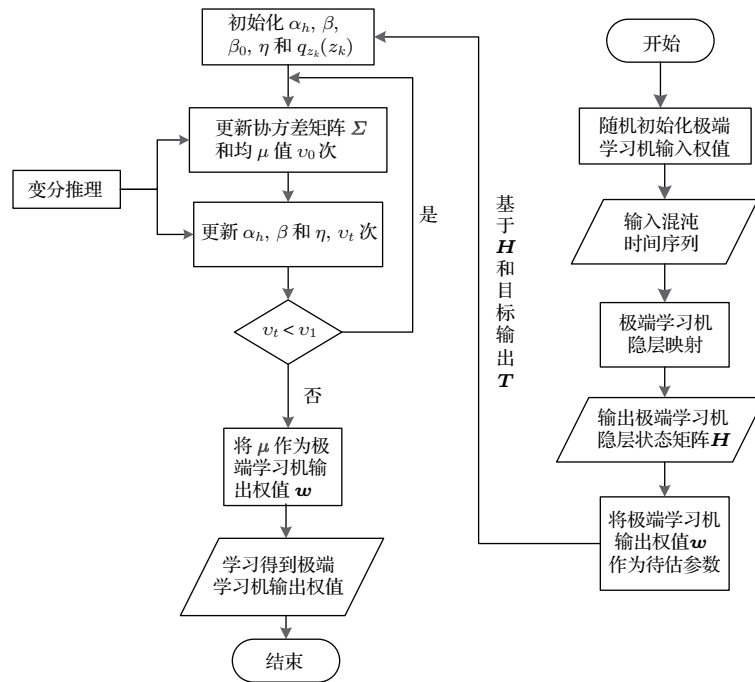 开始
随机初始化极端
学习机输入权值
输入混沌
时间序列
极端学习机
隐层映射
输出极端学习机
隐层状态矩阵H
将极端学习机
输出权值w
作为待估参数
基于H和目标输出T
初始化 αh, β,
β0, η 和 qzk(zk)
更新协方差矩阵 Σ
和均 μ 值 υ0 次
变分推理
更新 αh, β 和 η, υt 次
是
υt < υ1
否
将 μ 作为极
端学习机输
出权值 w
学习得到极端
学习机输出权值
结束